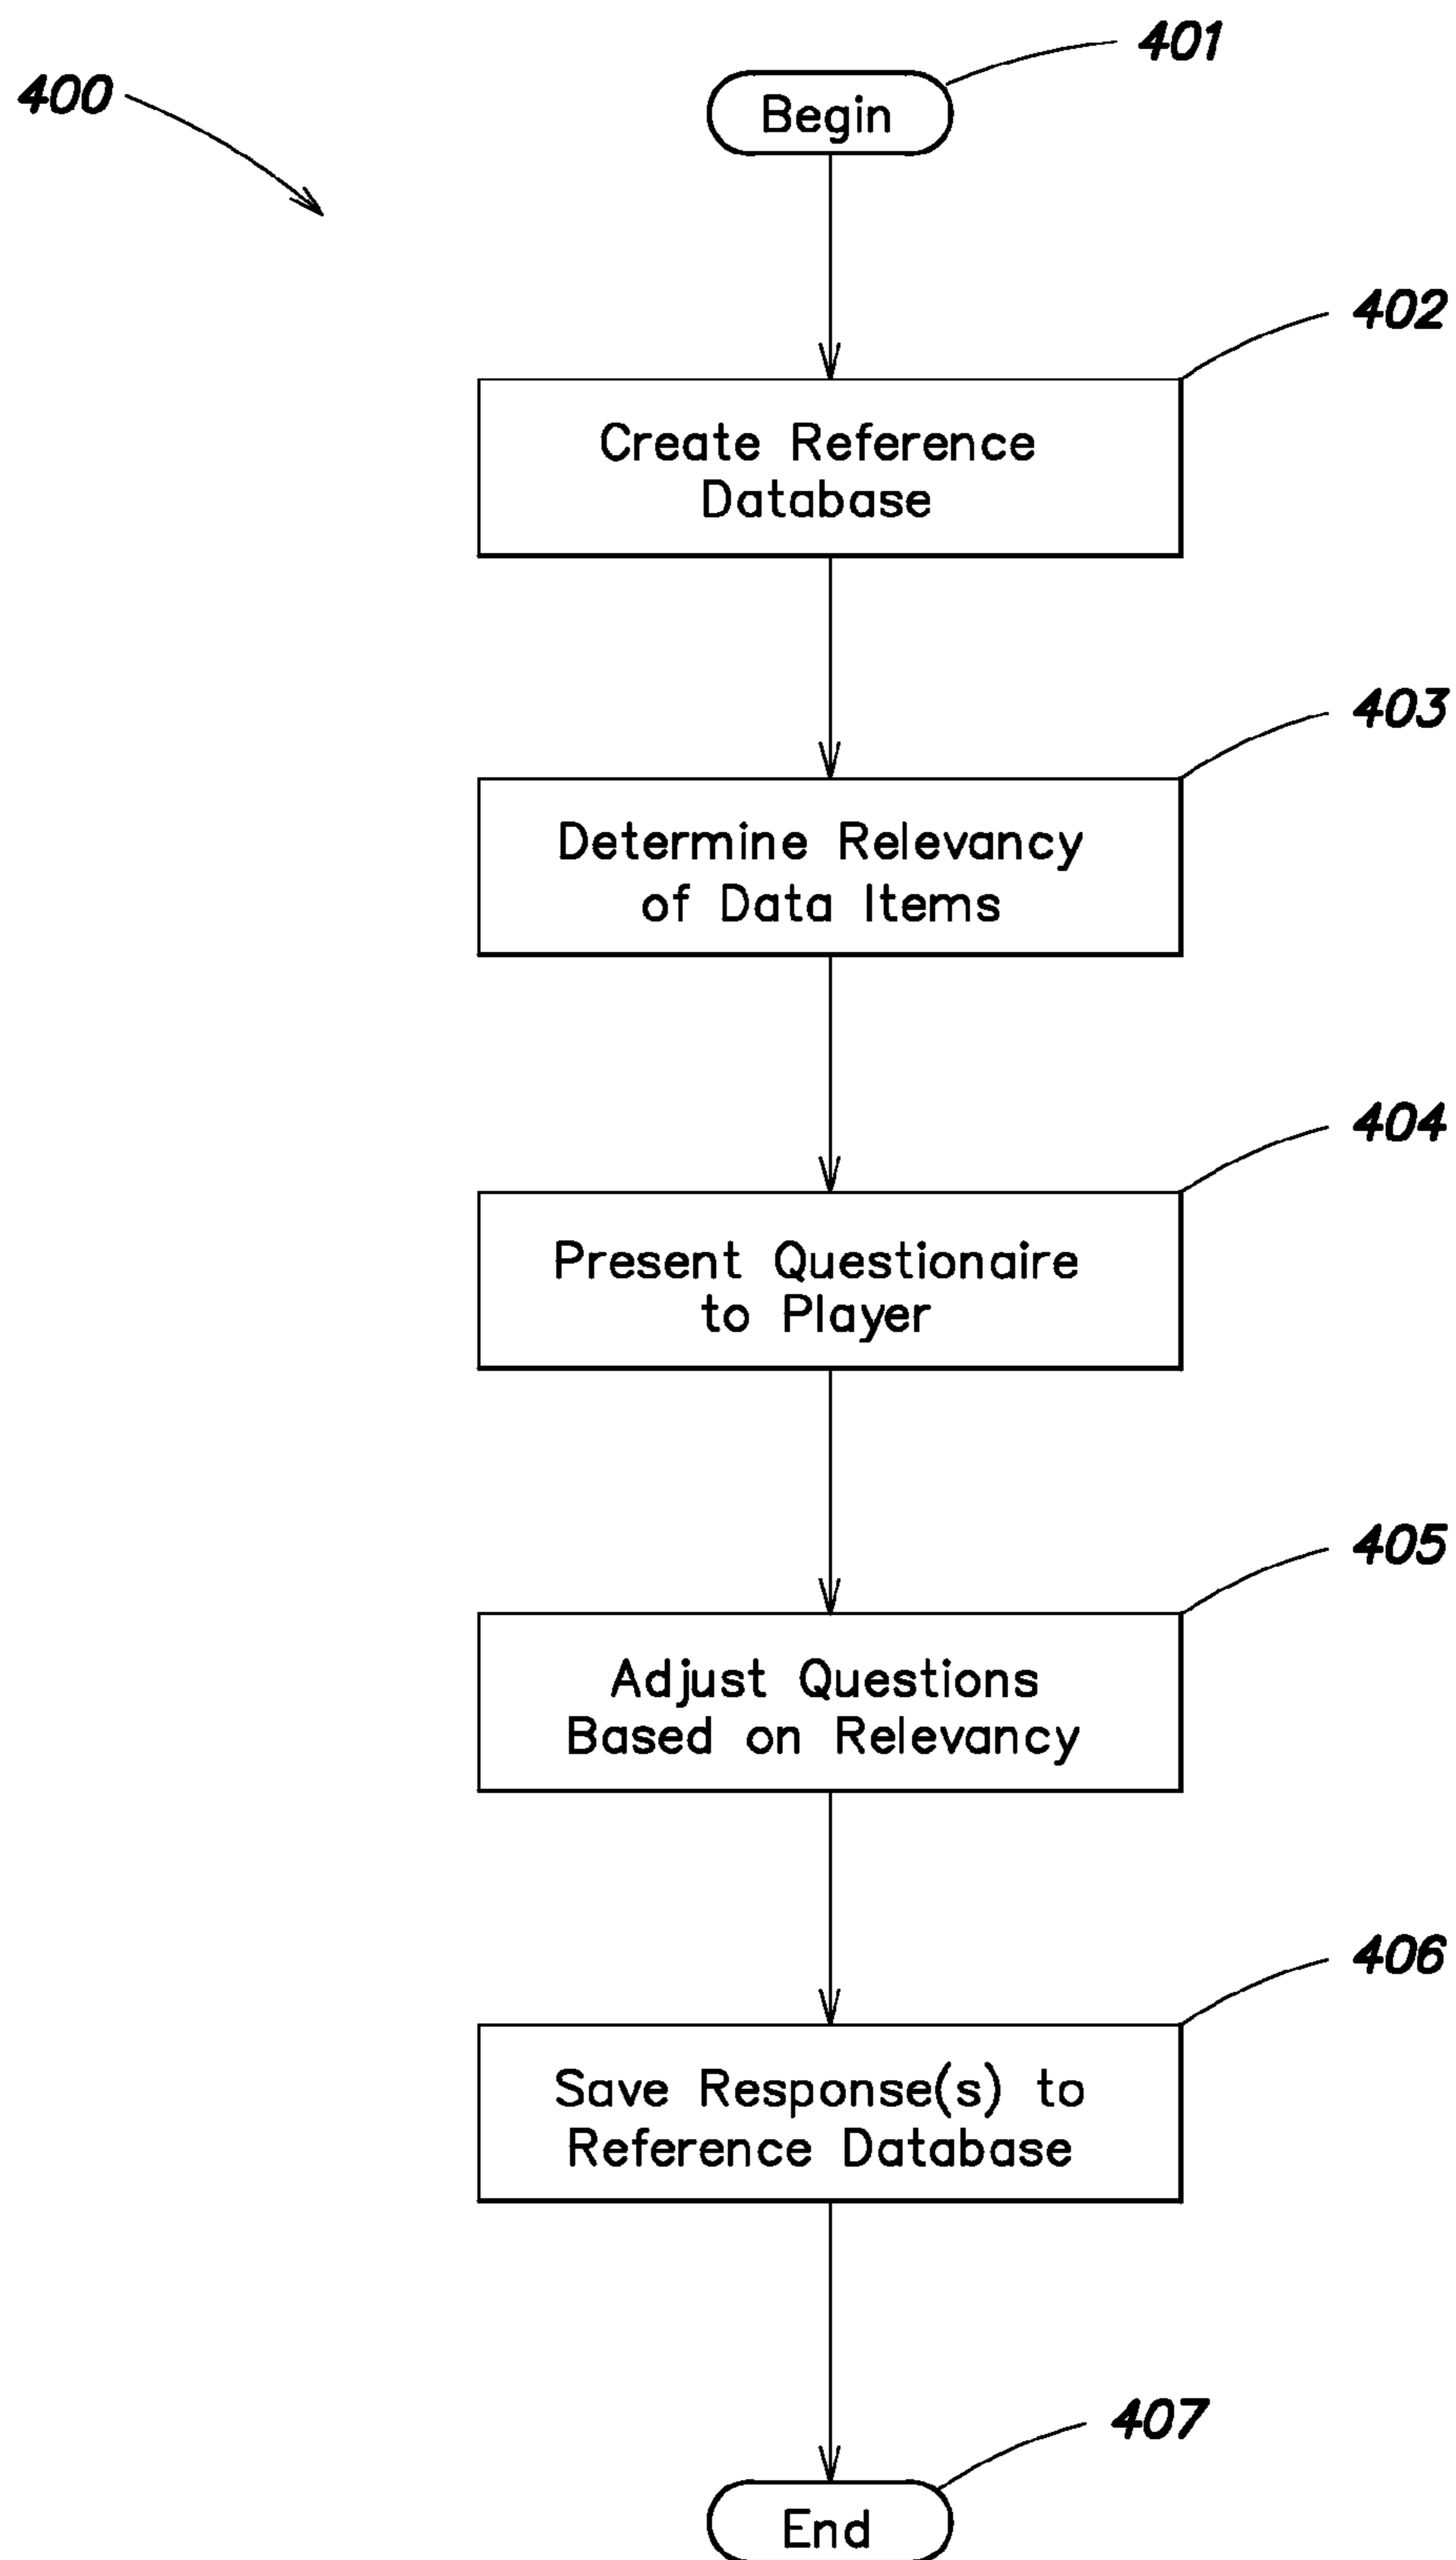 401
400
Begin
402
Create Reference
Database
403
Determine Relevancy
of Data Items
404
Present Questionaire
to Player
405
Adjust Questions
Based on Relevancy
406
Save Response(s) to
Reference Database
407
End